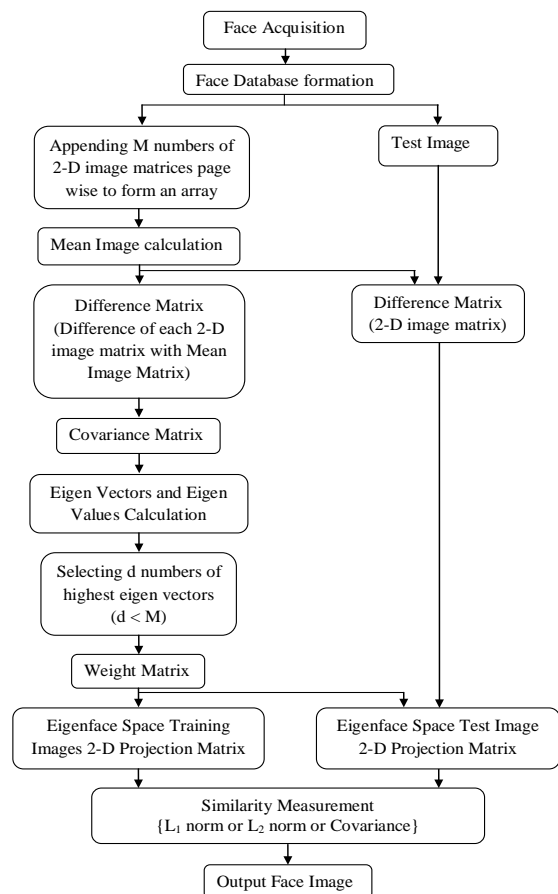 Face Acquisition
Face Database formation
Appending M numbers of
2-D image matrices page
wise to form an array
Test Image
Mean Image calculation
Difference Matrix
(Difference of each 2-D
image matrix with Mean
Image Matrix)
Difference Matrix
(2-D image matrix)
Covariance Matrix
Eigen Vectors and Eigen
Values Calculation
Selecting d numbers of
highest eigen vectors
(d < M)
Weight Matrix
Eigenface Space Training
Images 2-D Projection Matrix
Eigenface Space Test Image
2-D Projection Matrix
Similarity Measurement
{L₁ norm or L₂ norm or Covariance}
Output Face Image